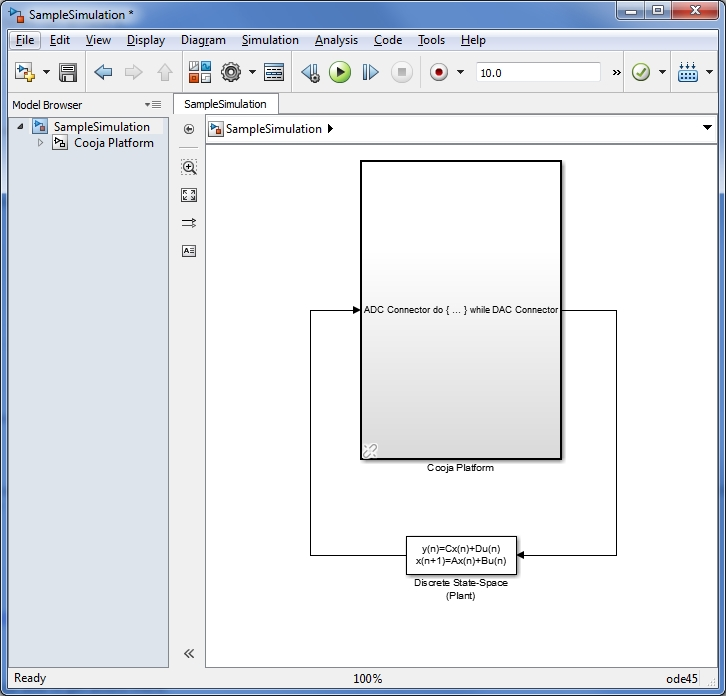 SampleSimulation *
File Edit View Display Diagram Simulation Analysis Code Tools Help
10.0 »
Model Browser
SampleSimulation
SampleSimulation
Cooja Platform
SampleSimulation
ADC Connector do { ... } while DAC Connector
Cooja Platform
y(n)=Cx(n)+Du(n)
x(n+1)=Ax(n)+Bu(n)
Discrete State-Space
(Plant)
Ready 100% ode45